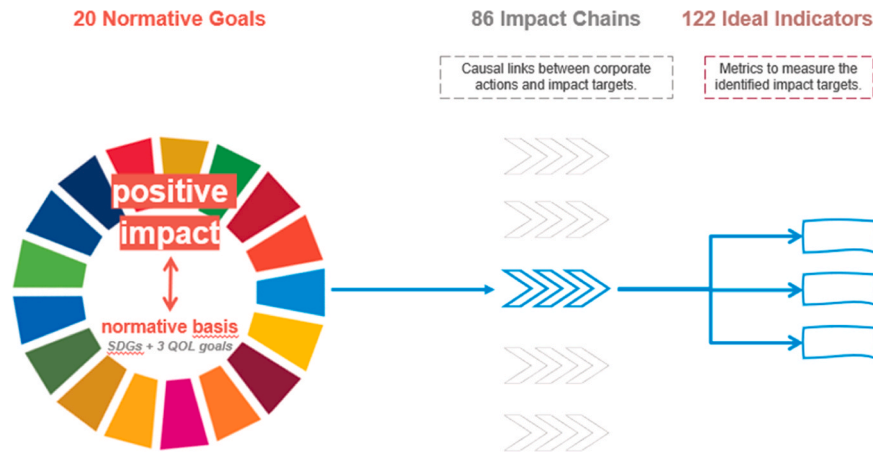 20 Normative Goals
86 Impact Chains
122 Ideal Indicators
Causal links between corporate
actions and impact targets.
Metrics to measure the
identified impact targets.
positive
impact
normative basis
SDGs + 3 QOL goals